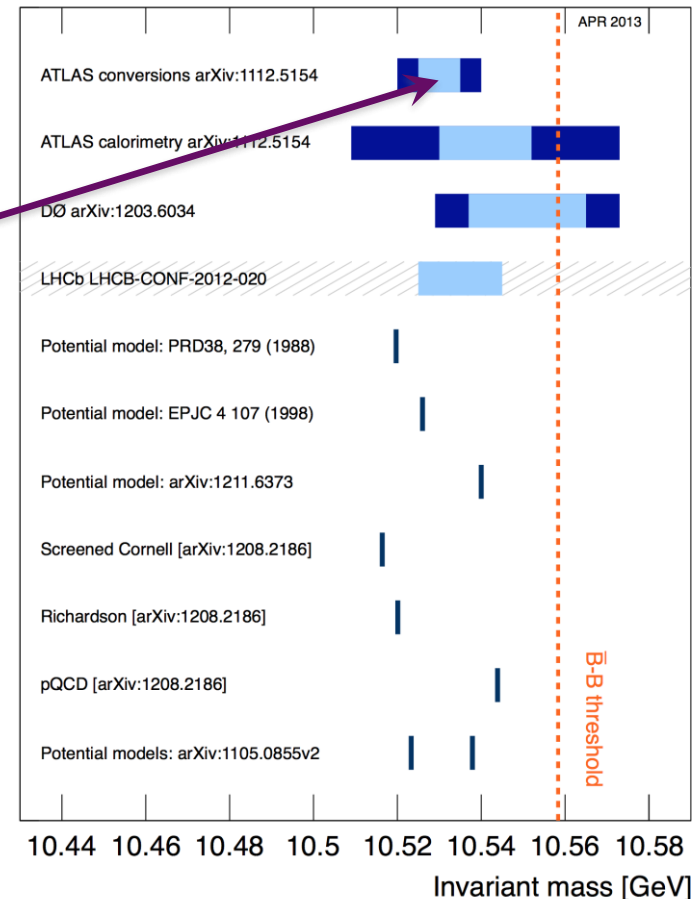 APR 2013
ATLAS conversions arXiv:1112.5154
ATLAS calorimetry arXiv:1112.5154
DØ arXiv:1203.6034
LHCb LHCB-CONF-2012-020
Potential model: PRD38, 279 (1988)
Potential model: EPJC 4 107 (1998)
Potential model: arXiv:1211.6373
Screened Cornell [arXiv:1208.2186]
Richardson [arXiv:1208.2186]
pQCD [arXiv:1208.2186]
Potential models: arXiv:1105.0855v2
B̅-B threshold
10.44 10.46 10.48 10.5 10.52 10.54 10.56 10.58
Invariant mass [GeV]